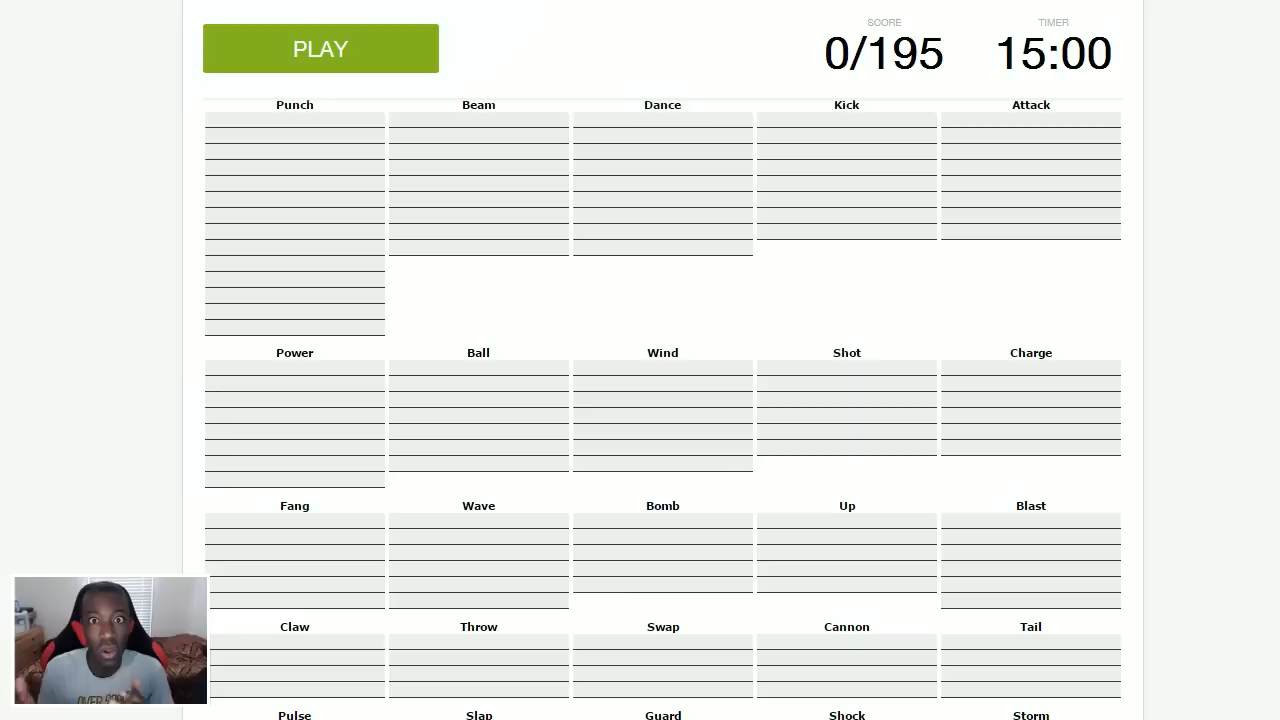 PLAY
SCORE
TIMER
0/195
15:00
Punch
Beam
Dance
Kick
Attack
Power
Ball
Wind
Shot
Charge
Fang
Wave
Bomb
Up
Blast
Claw
Throw
Swap
Cannon
Tail
Pulse
Slap
Guard
Shock
Storm